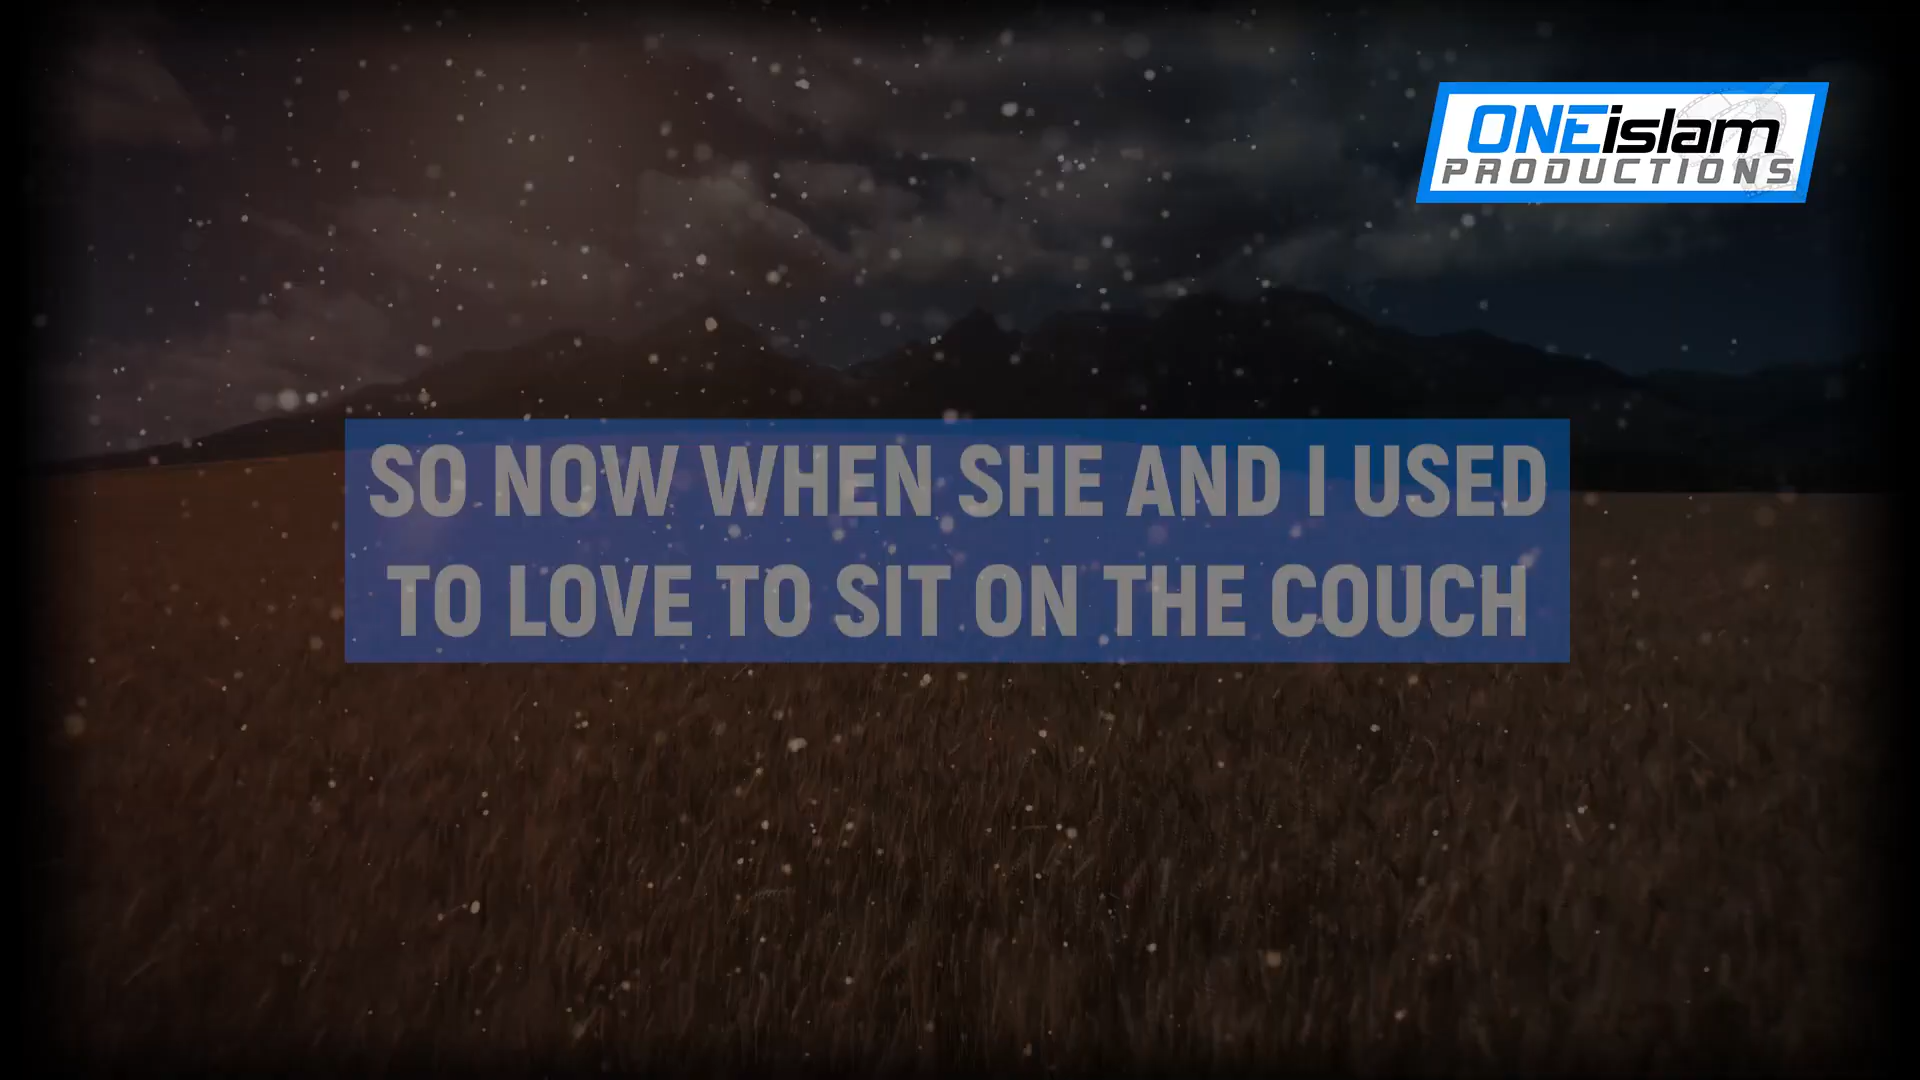 ONEislam
PRODUCTIONS
SO NOW WHEN SHE AND I USED
TO LOVE TO SIT ON THE COUCH